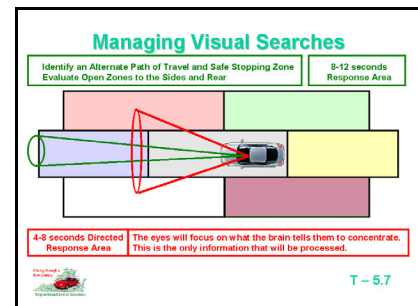 Managing Visual Searches
Identify an Alternate Path of Travel and Safe Stopping Zone
Evaluate Open Zones to the Sides and Rear
8-12 seconds
Response Area
4-8 seconds Directed
Response Area
The eyes will focus on what the brain tells them to concentrate.
This is the only information that will be processed.
T – 5.7